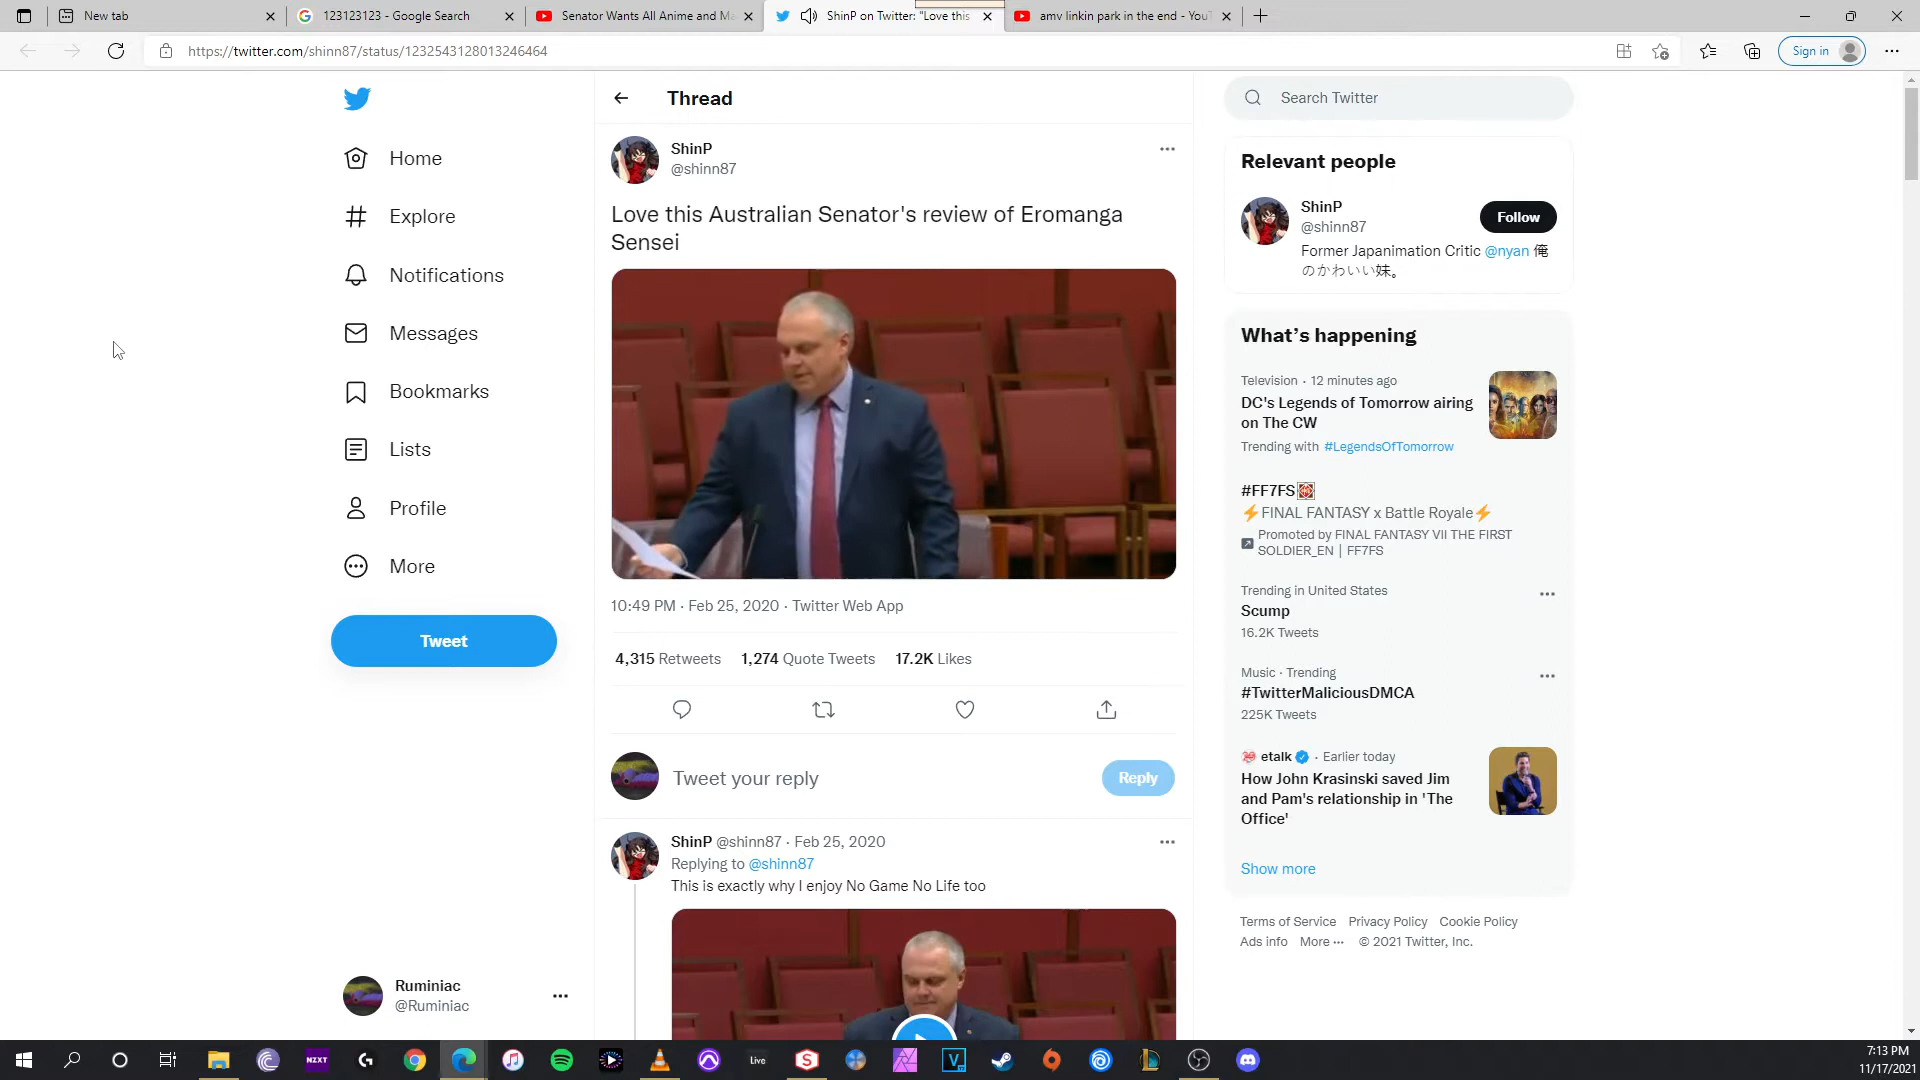 New tab
123123123 - Google Search
Senator Wants All Anime and Ma
ShinP on Twitter: "Love this
amv linkin park in the end - YouT
https://twitter.com/shinn87/status/1232543128013246464
Sign in
Home
Explore
Notifications
Messages
Bookmarks
Lists
Profile
More
Tweet
Ruminiac
@Ruminiac
Thread
ShinP
@shinn87
Love this Australian Senator's review of Eromanga
Sensei
10:49 PM · Feb 25, 2020 · Twitter Web App
4,315 Retweets 1,274 Quote Tweets 17.2K Likes
Tweet your reply
Reply
ShinP @shinn87 · Feb 25, 2020
Replying to @shinn87
This is exactly why I enjoy No Game No Life too
Search Twitter
Relevant people
ShinP
@shinn87
Follow
Former Japanimation Critic @nyan 俺
のかわいい妹。
What's happening
Television · 12 minutes ago
DC's Legends of Tomorrow airing
on The CW
Trending with #LegendsOfTomorrow
#FF7FS
⚡FINAL FANTASY x Battle Royale⚡
Promoted by FINAL FANTASY VII THE FIRST
SOLDIER_EN | FF7FS
Trending in United States
Scump
16.2K Tweets
Music · Trending
#TwitterMaliciousDMCA
225K Tweets
etalk · Earlier today
How John Krasinski saved Jim
and Pam's relationship in 'The
Office'
Show more
Terms of Service Privacy Policy Cookie Policy
Ads info More ··· © 2021 Twitter, Inc.
NZXT
Live
7:13 PM
11/17/2021